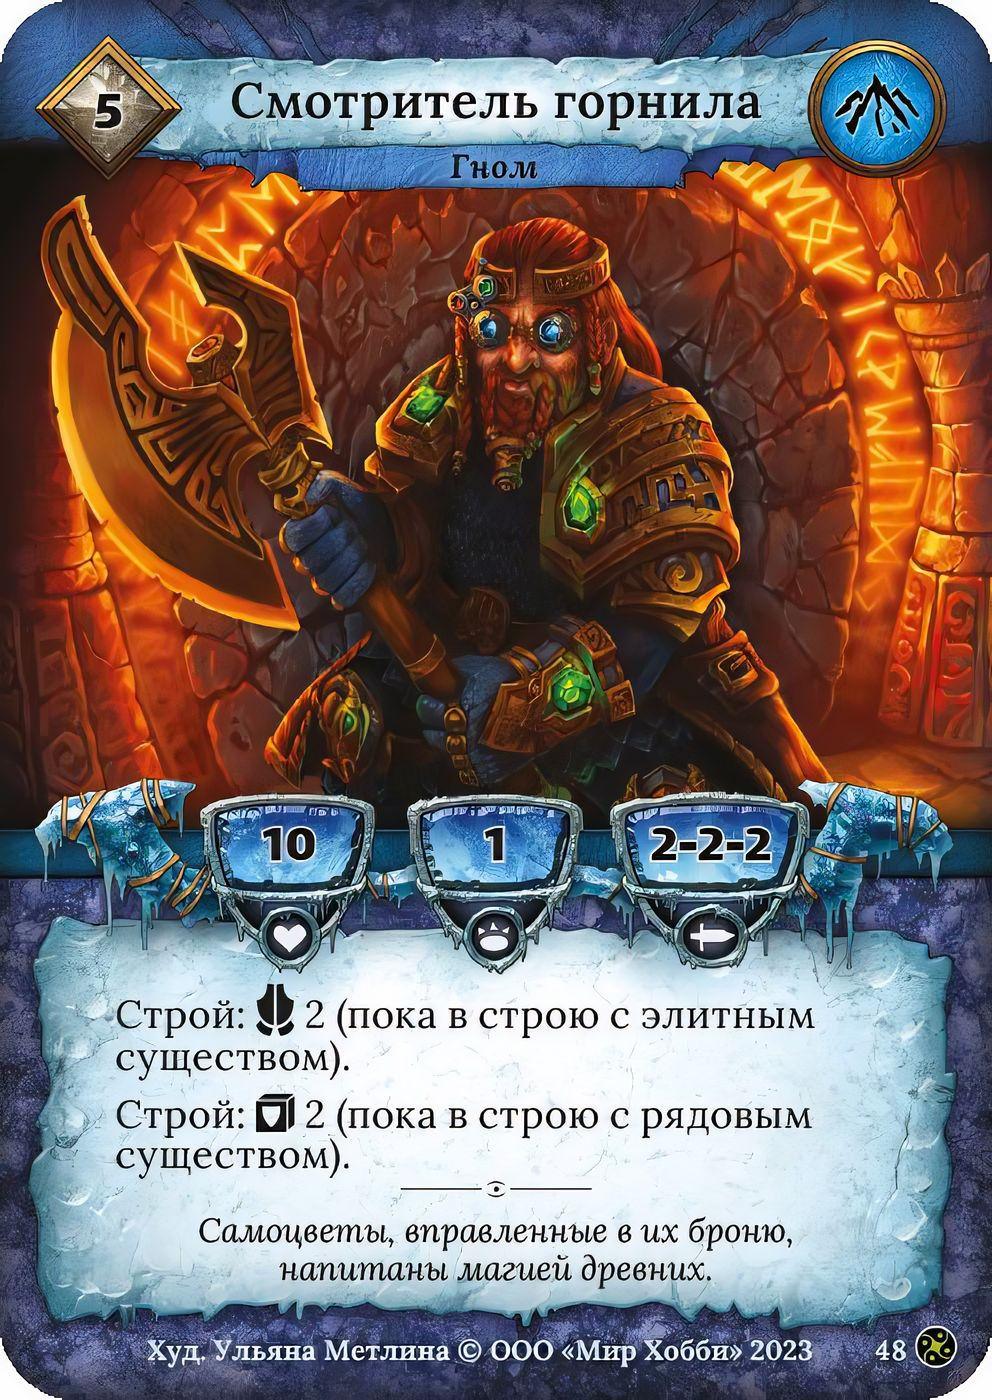 5
Смотритель горнила
Гном
10
1
2-2-2
Строй: 2 (пока в строю с элитным
существом).
Строй: 2 (пока в строю с рядовым
существом).
Самоцветы, вправленные в их броню,
напитаны магией древних.
Худ. Ульяна Метлина © ООО «Мир Хобби» 2023
48